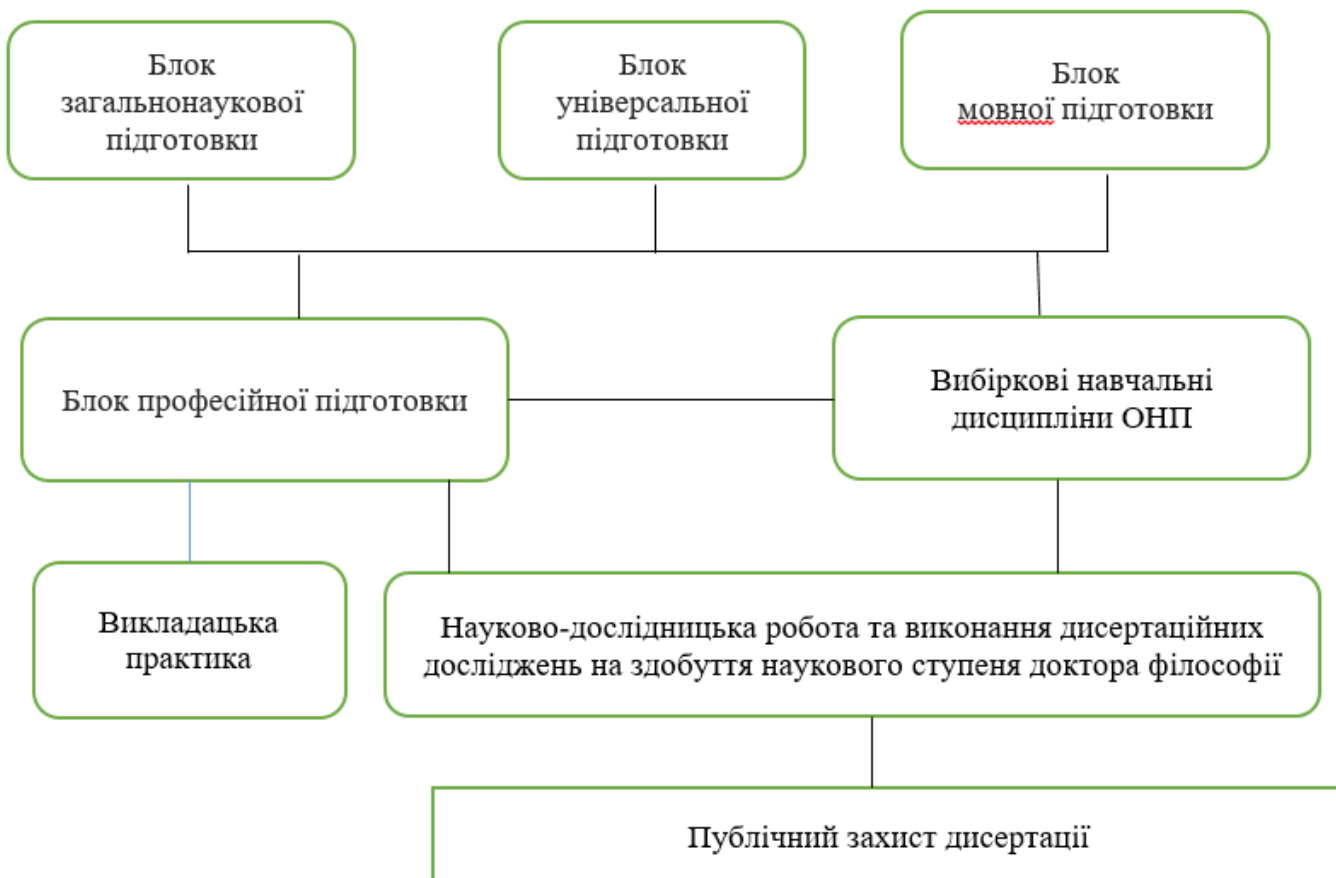 Блок
загальнонаукової
підготовки
Блок
універсальної
підготовки
Блок
мовної підготовки
Блок професійної підготовки
Вибіркові навчальні
дисципліни ОНП
Викладацька
практика
Науково-дослідницька робота та виконання дисертаційних
досліджень на здобуття наукового ступеня доктора філософії
Публічний захист дисертації